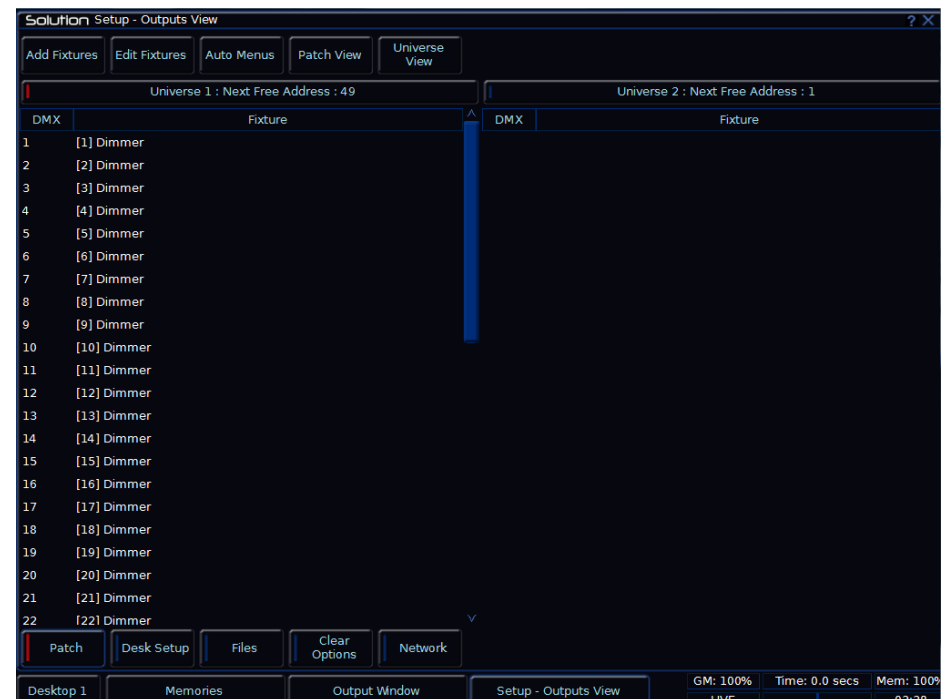 Solution Setup - Outputs View ? X
Add Fixtures Edit Fixtures Auto Menus Patch View Universe View
Universe 1 : Next Free Address : 49 Universe 2 : Next Free Address : 1
DMX Fixture DMX Fixture
1 [1] Dimmer
2 [2] Dimmer
3 [3] Dimmer
4 [4] Dimmer
5 [5] Dimmer
6 [6] Dimmer
7 [7] Dimmer
8 [8] Dimmer
9 [9] Dimmer
10 [10] Dimmer
11 [11] Dimmer
12 [12] Dimmer
13 [13] Dimmer
14 [14] Dimmer
15 [15] Dimmer
16 [16] Dimmer
17 [17] Dimmer
18 [18] Dimmer
19 [19] Dimmer
20 [20] Dimmer
21 [21] Dimmer
22 [22] Dimmer
Patch Desk Setup Files Clear Options Network
Desktop 1 Memories Output Window Setup - Outputs View GM: 100% Time: 0.0 secs Mem: 100%
LIVE